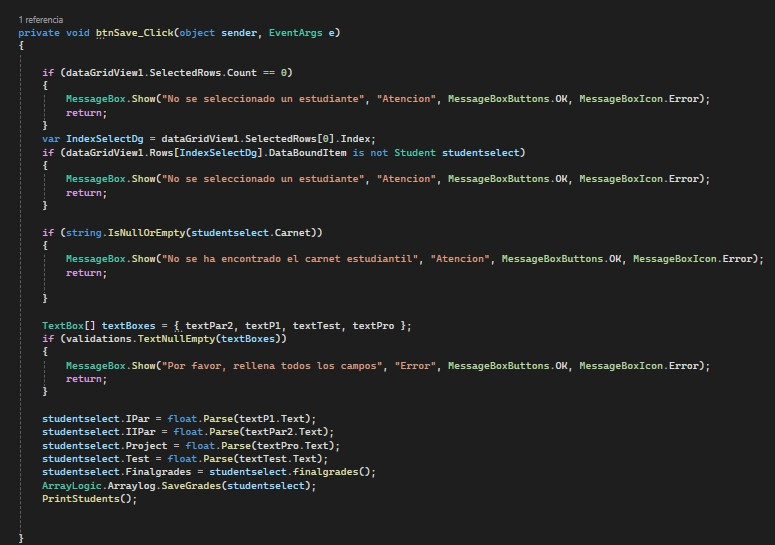 1 referencia
private void btnSave_Click(object sender, EventArgs e)
{
if (dataGridView1.SelectedRows.Count == 0)
{
MessageBox.Show("No se seleccionado un estudiante", "Atencion", MessageBoxButtons.OK, MessageBoxIcon.Error);
return;
}
var IndexSelectDg = dataGridView1.SelectedRows[0].Index;
if (dataGridView1.Rows[IndexSelectDg].DataBoundItem is not Student studentselect)
{
MessageBox.Show("No se seleccionado un estudiante", "Atencion", MessageBoxButtons.OK, MessageBoxIcon.Error);
return;
}
if (string.IsNullOrEmpty(studentselect.Carnet))
{
MessageBox.Show("No se ha encontrado el carnet estudiantil", "Atencion", MessageBoxButtons.OK, MessageBoxIcon.Error);
return;
}
TextBox[] textBoxes = { textPar2, textP1, textTest, textPro };
if (validations.TextNullEmpty(textBoxes))
{
MessageBox.Show("Por favor, rellena todos los campos", "Error", MessageBoxButtons.OK, MessageBoxIcon.Error);
return;
}
studentselect.IPar = float.Parse(textP1.Text);
studentselect.IIPar = float.Parse(textPar2.Text);
studentselect.Project = float.Parse(textPro.Text);
studentselect.Test = float.Parse(textTest.Text);
studentselect.Finalgrades = studentselect.finalgrades();
ArrayLogic.Arraylog.SaveGrades(studentselect);
PrintStudents();
}